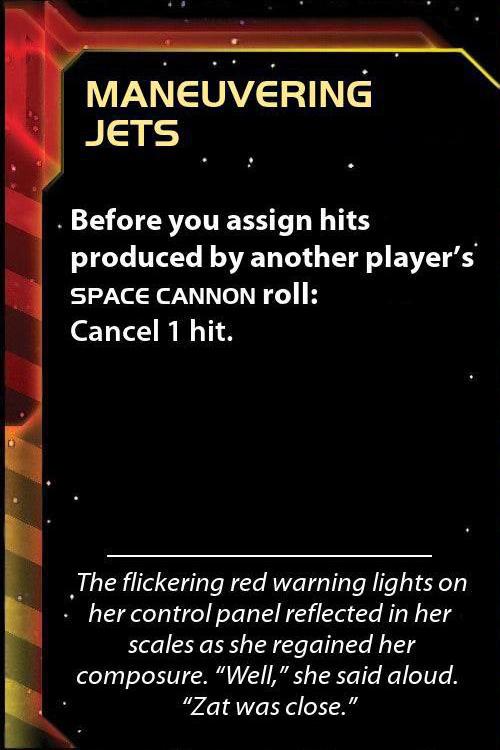 MANEUVERING
JETS
Before you assign hits
produced by another player’s
SPACE CANNON roll:
Cancel 1 hit.
The flickering red warning lights on
her control panel reflected in her
scales as she regained her
composure. “Well,” she said aloud.
“Zat was close.”